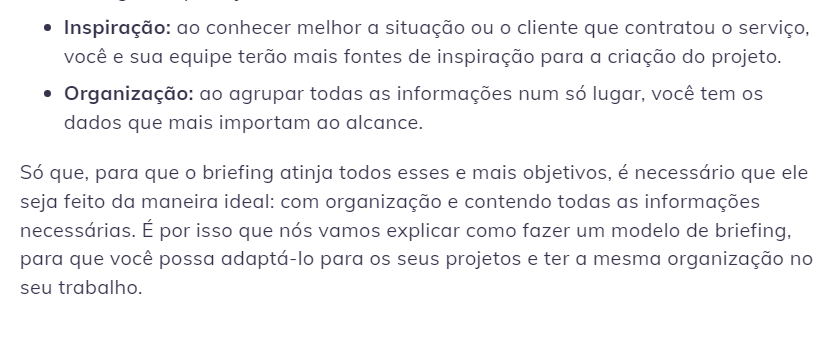 Inspiração: ao conhecer melhor a situação ou o cliente que contratou o serviço,
você e sua equipe terão mais fontes de inspiração para a criação do projeto.
Organização: ao agrupar todas as informações num só lugar, você tem os
dados que mais importam ao alcance.
Só que, para que o briefing atinja todos esses e mais objetivos, é necessário que ele
seja feito da maneira ideal: com organização e contendo todas as informações
necessárias. É por isso que nós vamos explicar como fazer um modelo de briefing,
para que você possa adaptá-lo para os seus projetos e ter a mesma organização no
seu trabalho.